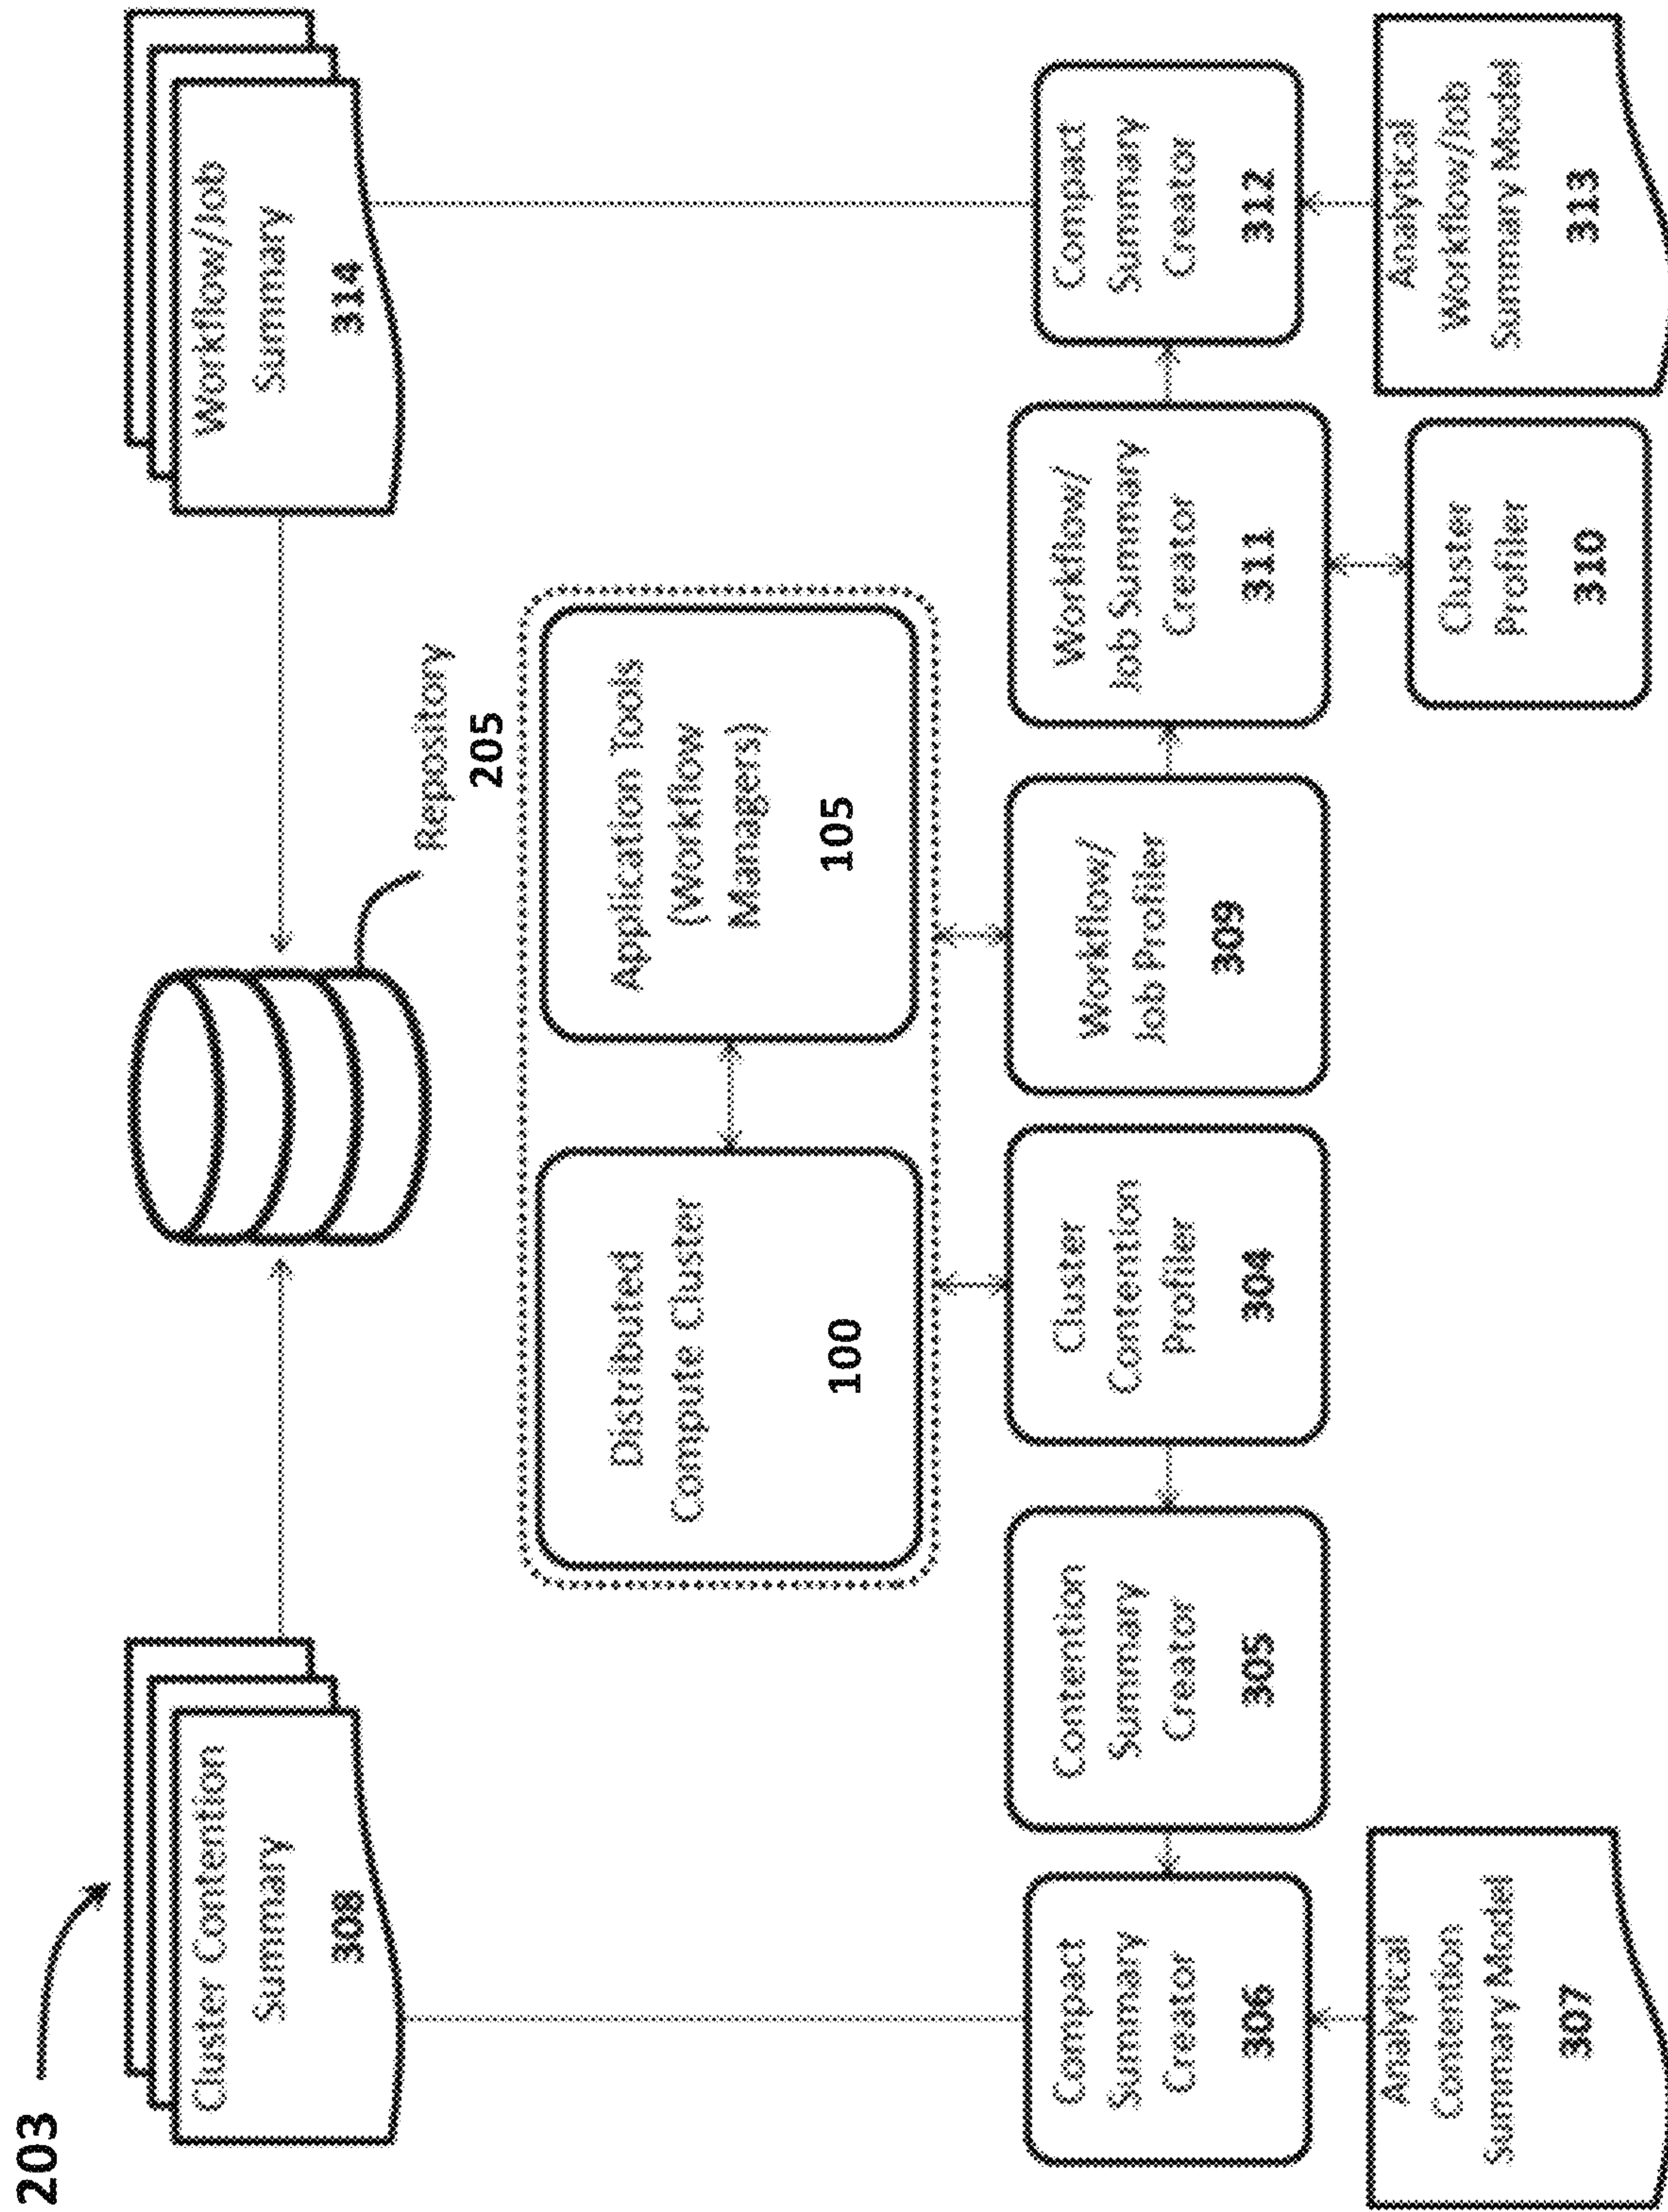 203
Cluster Contention
Summary
308
Workflow/Job
Summary
314
Repository
205
Distributed
Compute Cluster
100
Application Tools
(Workflow
Managers)
105
Compact
Summary
Creator
306
Contention
Summary
Creator
305
Cluster
Contention
Profiler
304
Workflow/
Job Profiler
309
Workflow/
Job Summary
Creator
311
Compact
Summary
Creator
312
Analytical
Contention
Summary Model
307
Cluster
Profiler
310
Analytical
Workflow/Job
Summary Model
313